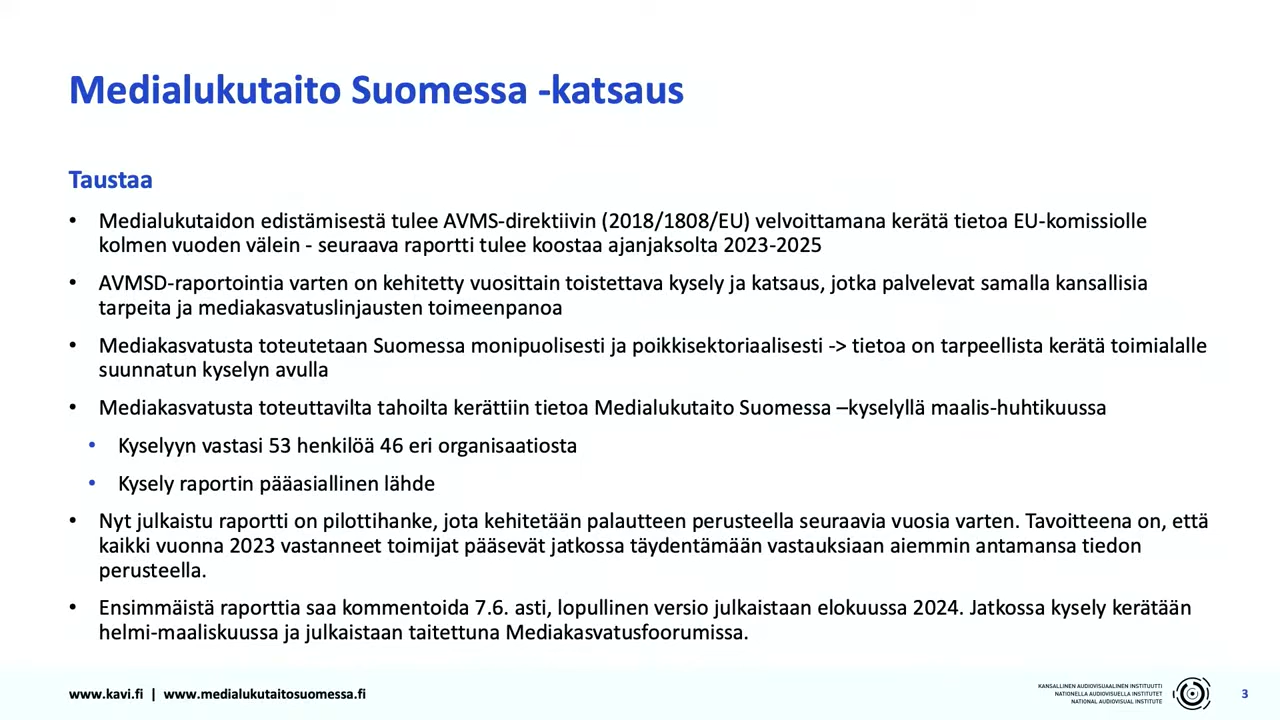 Medialukutaito Suomessa -katsaus
Taustaa
• Medialukutaidon edistämisestä tulee AVMS-direktiivin (2018/1808/EU) velvoittamana kerätä tietoa EU-komissiolle
kolmen vuoden välein - seuraava raportti tulee koostaa ajanjaksolta 2023-2025
• AVMSD-raportointia varten on kehitetty vuosittain toistettava kysely ja katsaus, jotka palvelevat samalla kansallisia
tarpeita ja mediakasvatuslinjausten toimeenpanoa
• Mediakasvatusta toteutetaan Suomessa monipuolisesti ja poikkisektoriaalisesti -> tietoa on tarpeellista kerätä toimialalle
suunnatun kyselyn avulla
• Mediakasvatusta toteuttavilta tahoilta kerättiin tietoa Medialukutaito Suomessa –kyselyllä maalis-huhtikuussa
• Kyselyyn vastasi 53 henkilöä 46 eri organisaatiosta
• Kysely raportin pääasiallinen lähde
• Nyt julkaistu raportti on pilottihanke, jota kehitetään palautteen perusteella seuraavia vuosia varten. Tavoitteena on, että
kaikki vuonna 2023 vastanneet toimijat pääsevät jatkossa täydentämään vastauksiaan aiemmin antamansa tiedon
perusteella.
• Ensimmäistä raporttia saa kommentoida 7.6. asti, lopullinen versio julkaistaan elokuussa 2024. Jatkossa kysely kerätään
helmi-maaliskuussa ja julkaistaan taitettuna Mediakasvatusfoorumissa.
www.kavi.fi | www.medialukutaitosuomessa.fi
KANSALLINEN AUDIOVISUAALINEN INSTITUUTTI
NATIONELLA AUDIOVISUELLA INSTITUTET
NATIONAL AUDIOVISUAL INSTITUTE
3